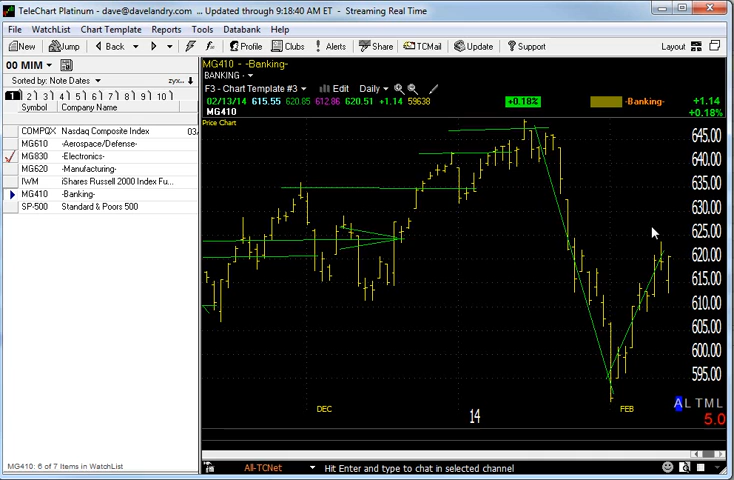 TeleChart Platinum - dave@davelandry.com ... Updated through 9:18:40 AM ET - Streaming Real Time
File WatchList Chart Template Reports Tools Databank Help
New Jump Back Profile Clubs Alerts Share TCMail Update Support Layout 00
00 MIM
Sorted by: Note Dates zyx...
1 2 3 4 5 6 7 8 9 10
Symbol Company Name
COMPQX Nasdaq Composite Index 03/
MG610 -Aerospace/Defense-
MG830 -Electronics-
MG620 -Manufacturing-
IWM iShares Russell 2000 Index Fu...
MG410 -Banking-
SP-500 Standard & Poors 500
MG410: 6 of 7 Items in WatchList
MG410 - -Banking-
BANKING -
F3 - Chart Template #3 Edit Daily
02/13/14 615.55 620.85 612.86 620.51 +1.14 59638 +0.18% -Banking- +1.14
MG410 +0.18%
Price Chart
645.00
640.00
635.00
630.00
625.00
620.00
615.00
610.00
605.00
600.00
595.00
DEC 14 FEB
A L T M L
5.0
All-TCNet Hit Enter and type to chat in selected channel